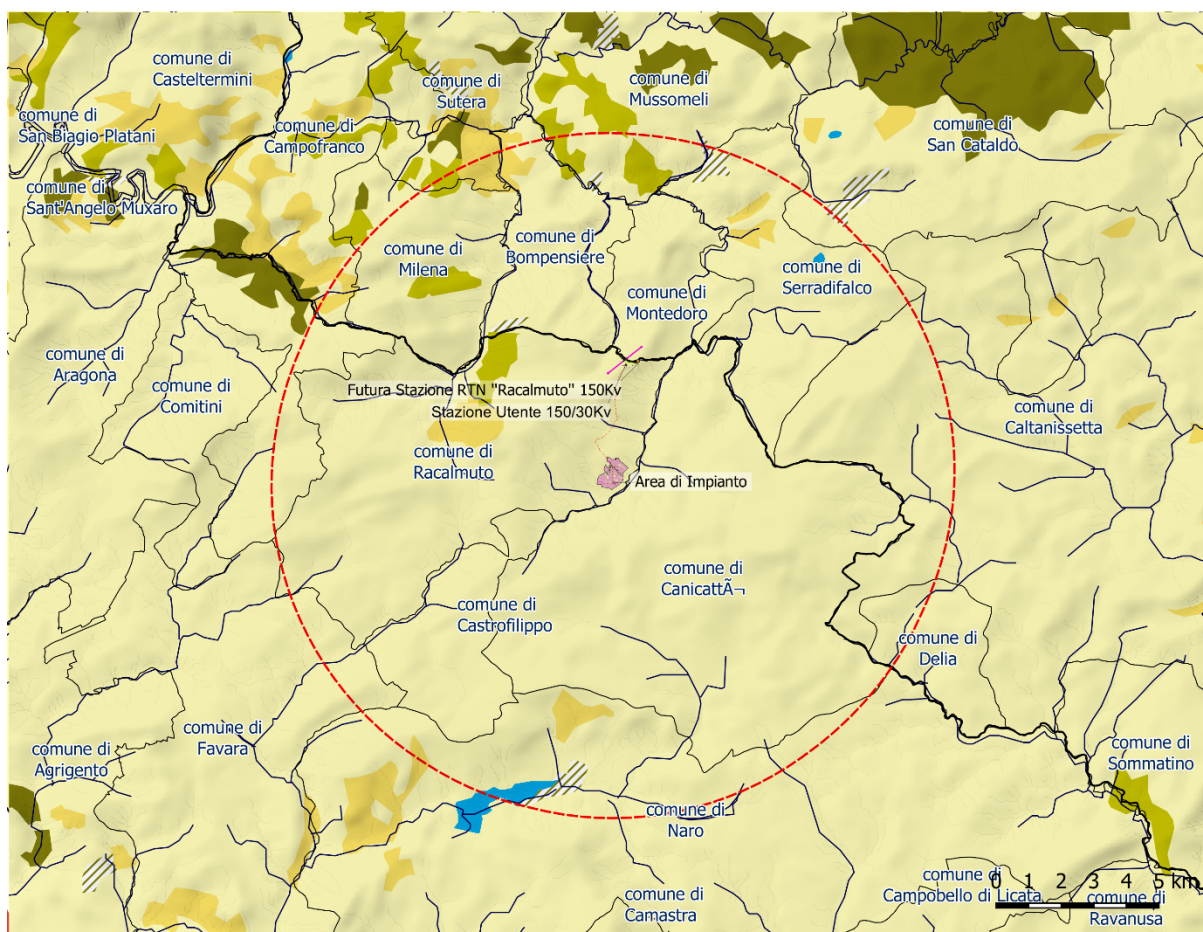 comune di
Casteltermini
comune di
Sutera
comune di
Mussomeli
comune di
San Biagio Platani
comune di
Campofranco
comune di
San Cataldo
comune di
Sant'Angelo Muxaro
comune di
Milena
comune di
Bompensiere
comune di
Serradifalco
comune di
Montedoro
comune di
Aragona
comune di
Comitini
Futura Stazione RTN "Racalmuto" 150Kv
Stazione Utente 150/30Kv
comune di
Caltanissetta
comune di
Racalmuto
Area di Impianto
comune di
CanicattÃ¬
comune di
Castrofilippo
comune di
Delia
comune di
Favara
comune di
Agrigento
comune di
Sommatino
comune di
Naro
comune di
Campobello di Licata
comune di
Camastra
comune di
Ravanusa
0 1 2 3 4 5 km